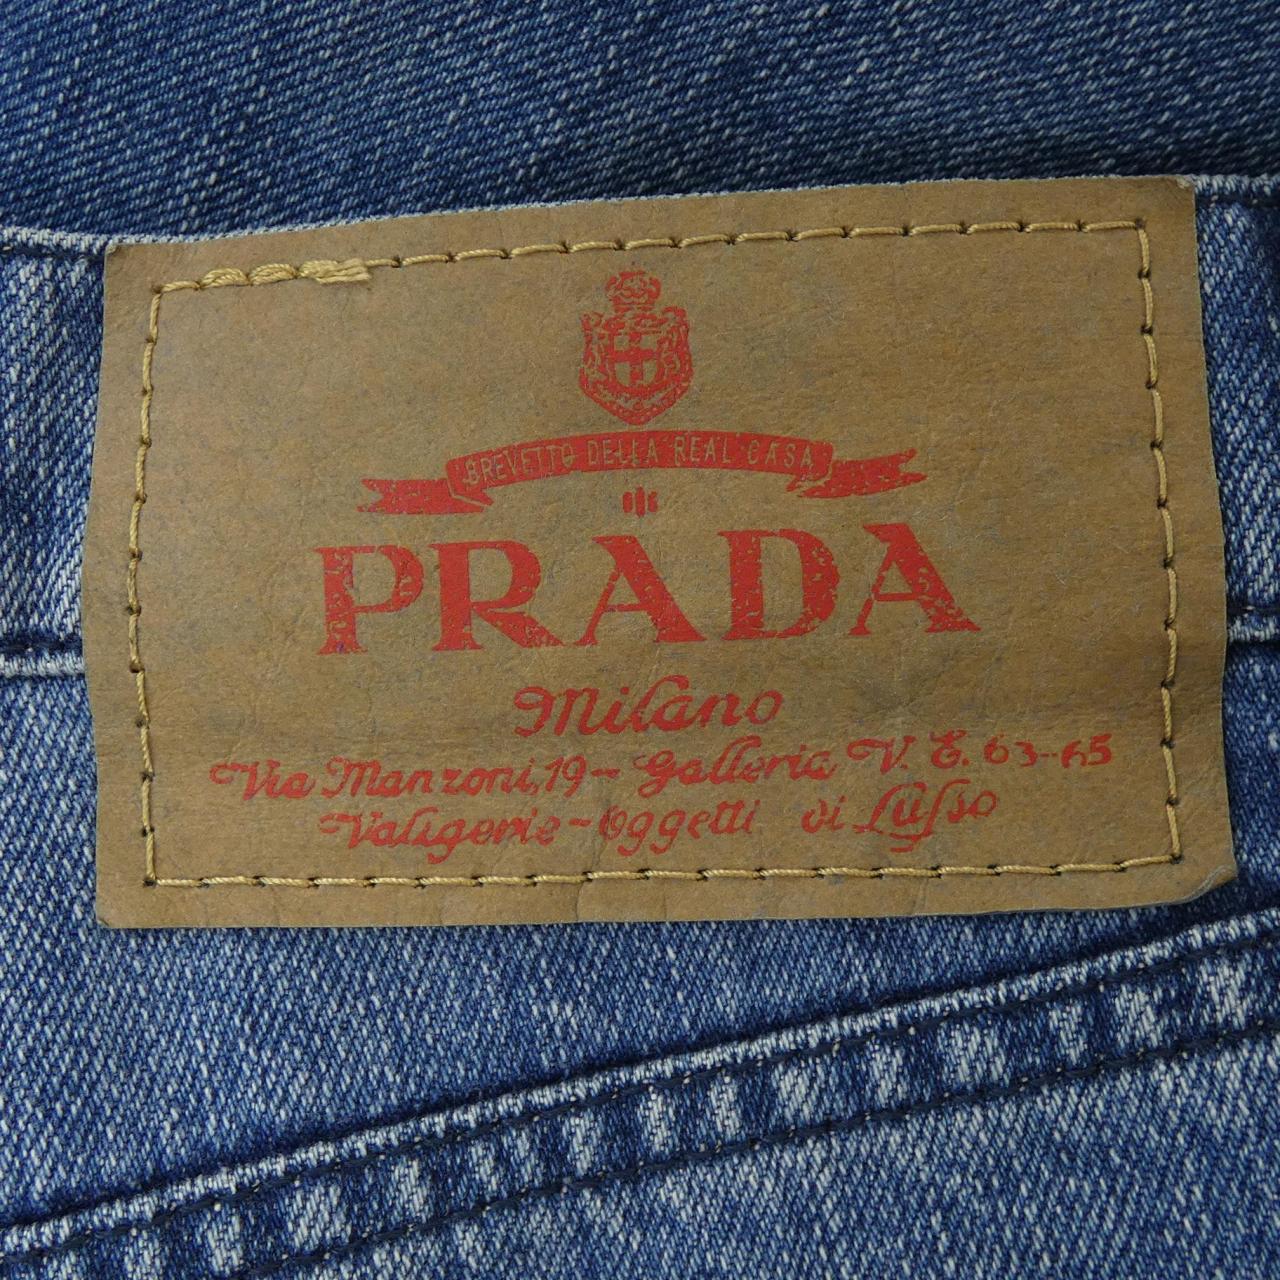 BREVETTO DELLA REAL CASA
PRADA
Milano
Via Manzoni, 19 - Galleria V. E. 63-65
Valigerie - Oggetti di Lusso